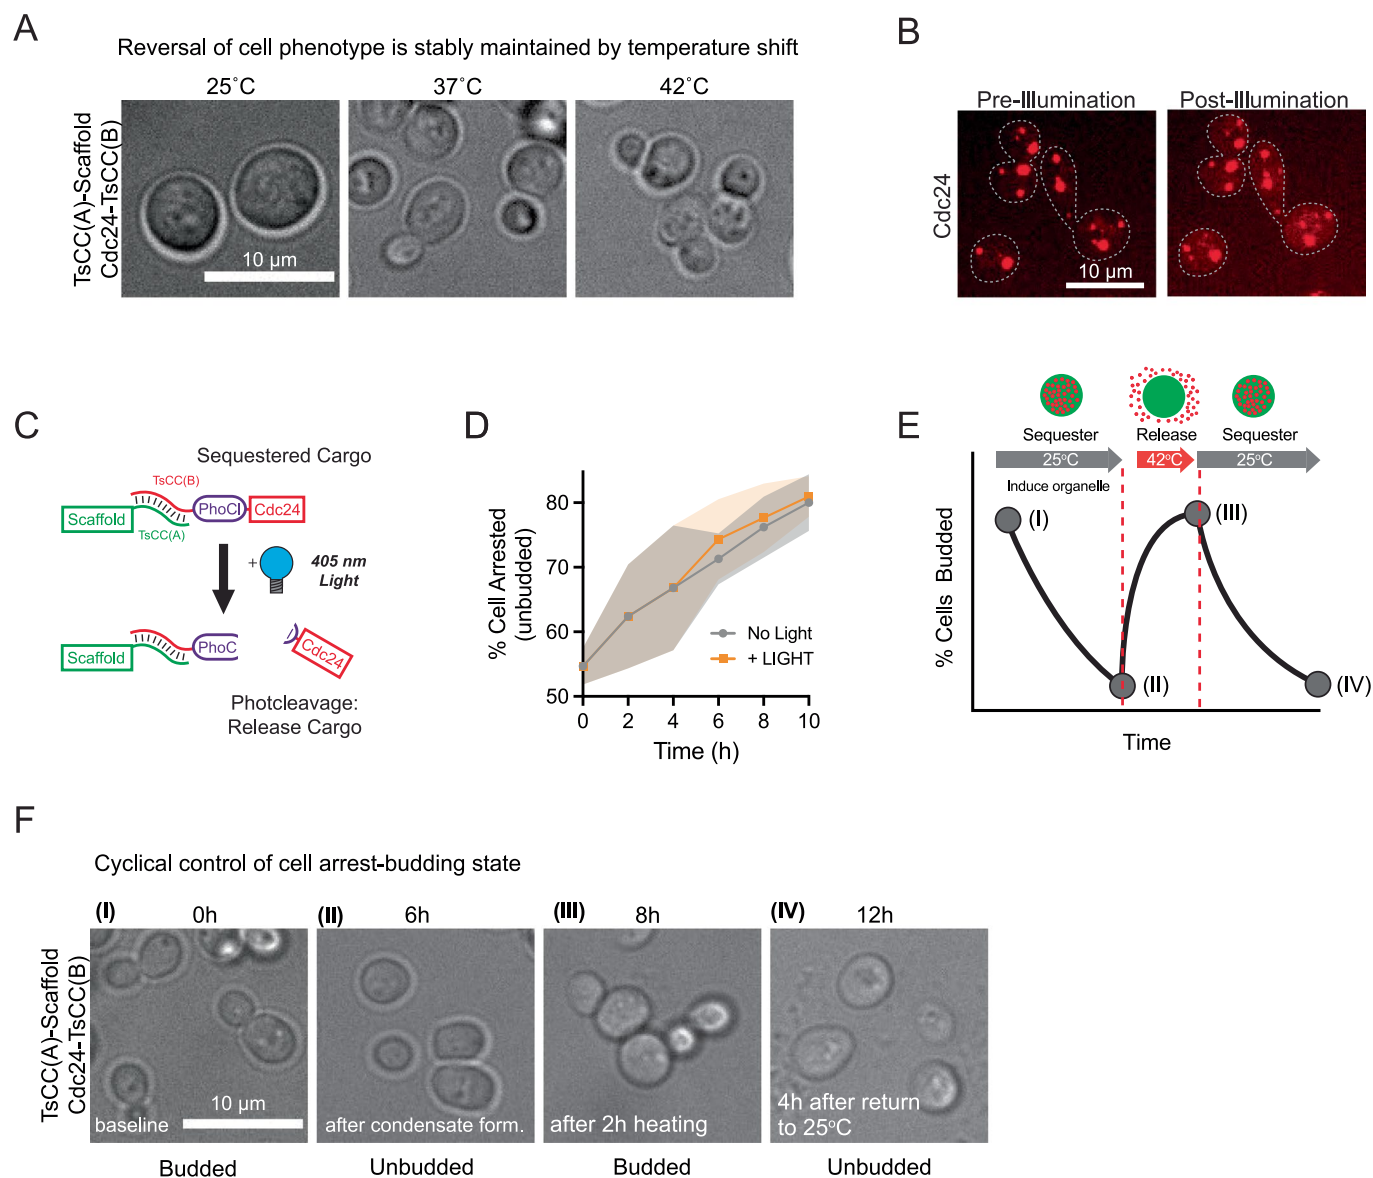 A
Reversal of cell phenotype is stably maintained by temperature shift
25˚C
37˚C
42˚C
TsCC(A)-Scaffold
Cdc24-TsCC(B)
10 µm
B
Pre-Illumination
Post-Illumination
Cdc24
10 µm
C
Sequestered Cargo
TsCC(B)
Scaffold
PhoCl
Cdc24
TsCC(A)
+
405 nm
Light
Scaffold
PhoC
Cdc24
Photcleavage:
Release Cargo
D
% Cell Arrested
(unbudded)
80
70
60
50
No Light
+ LIGHT
0
2
4
6
8
10
Time (h)
E
Sequester
Release
Sequester
25°C
42°C
25°C
Induce organelle
(I)
(II)
(III)
(IV)
% Cells Budded
Time
F
Cyclical control of cell arrest-budding state
(I)
0h
(II)
6h
(III)
8h
(IV)
12h
TsCC(A)-Scaffold
Cdc24-TsCC(B)
10 µm
baseline
after condensate form.
after 2h heating
4h after return
to 25°C
Budded
Unbudded
Budded
Unbudded